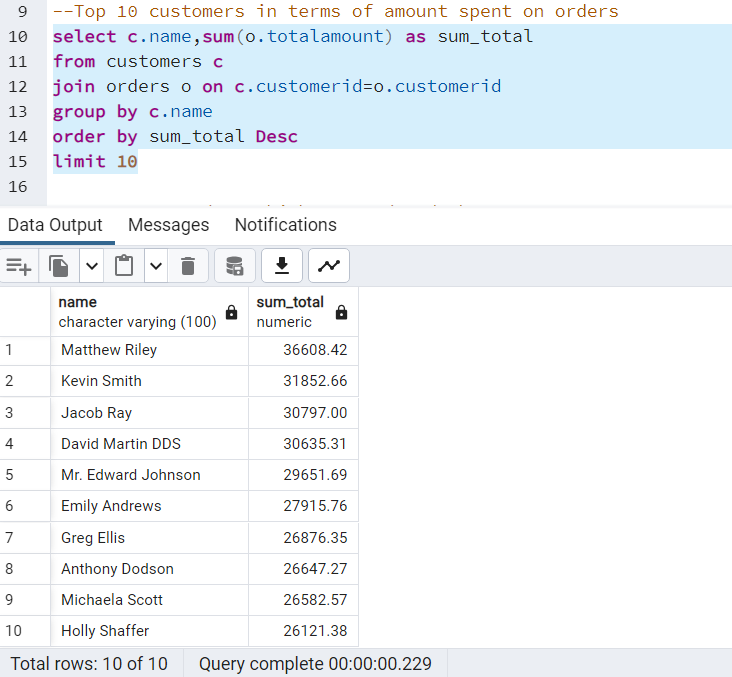 9 --Top 10 customers in terms of amount spent on orders
10 select c.name,sum(o.totalamount) as sum_total
11 from customers c
12 join orders o on c.customerid=o.customerid
13 group by c.name
14 order by sum_total Desc
15 limit 10
16
Data Output Messages Notifications
name sum_total
character varying (100) numeric
1 Matthew Riley 36608.42
2 Kevin Smith 31852.66
3 Jacob Ray 30797.00
4 David Martin DDS 30635.31
5 Mr. Edward Johnson 29651.69
6 Emily Andrews 27915.76
7 Greg Ellis 26876.35
8 Anthony Dodson 26647.27
9 Michaela Scott 26582.57
10 Holly Shaffer 26121.38
Total rows: 10 of 10 Query complete 00:00:00.229